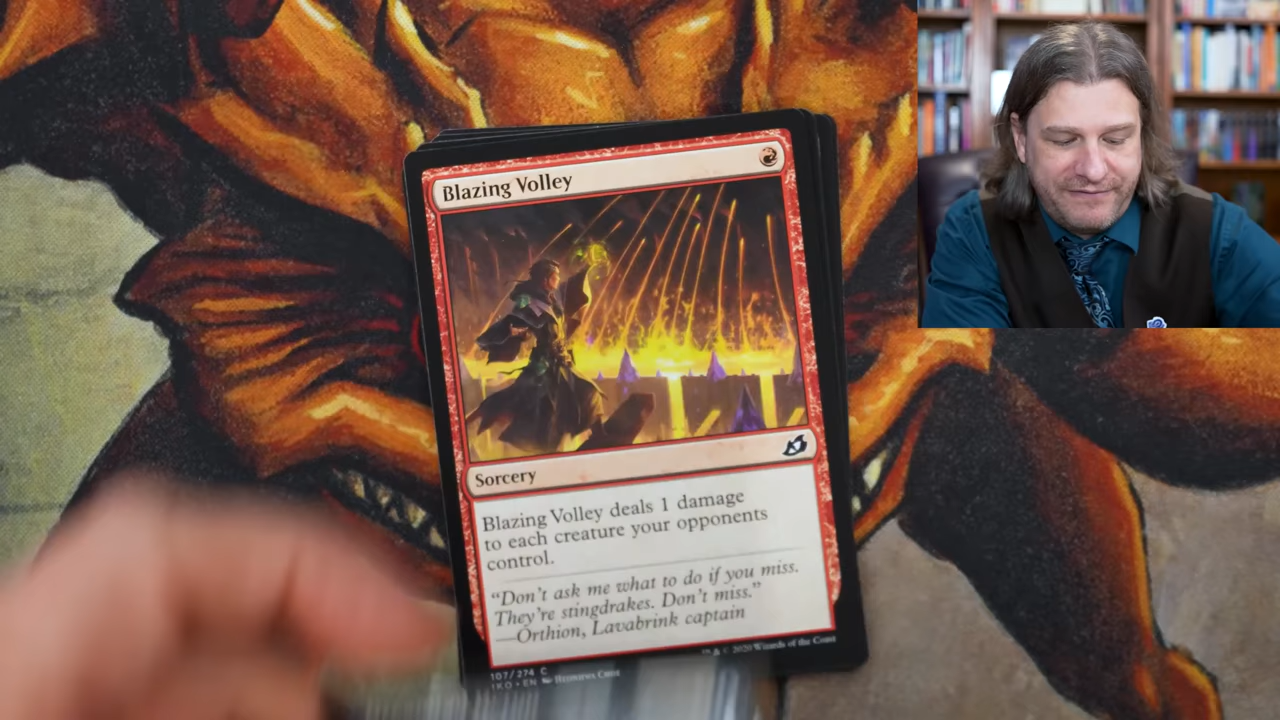 Blazing Volley
Sorcery
Blazing Volley deals 1 damage
to each creature your opponents
control.
“Don't ask me what to do if you miss.
They're stingdrakes. Don't miss.”
—Orthion, Lavabrink captain
107/274 C
IKO • EN
& © 2020 Wizards of the Coast